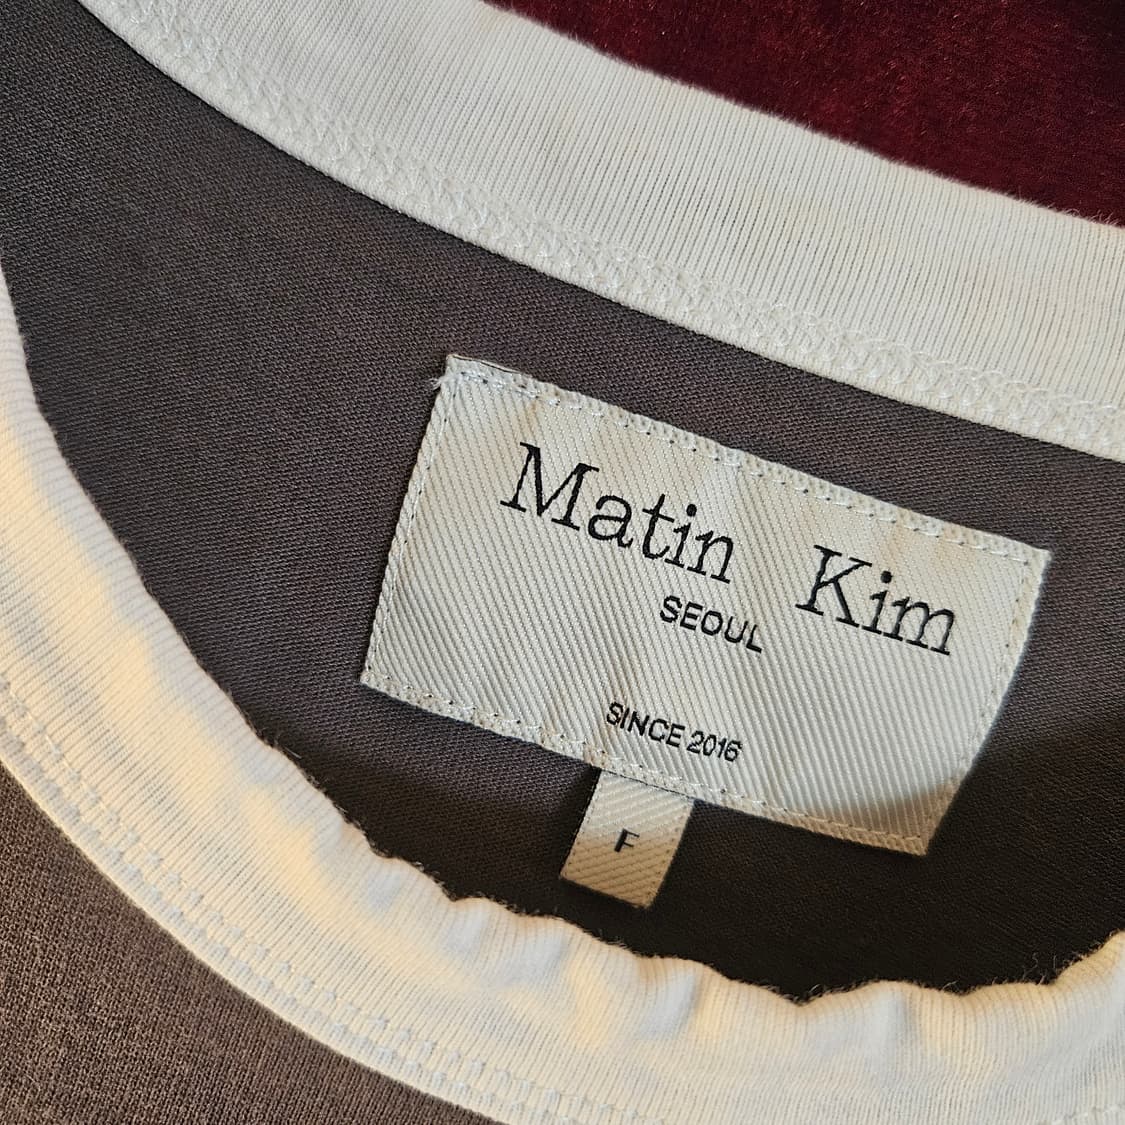 Matin Kim
SEOUL
SINCE 2016
F